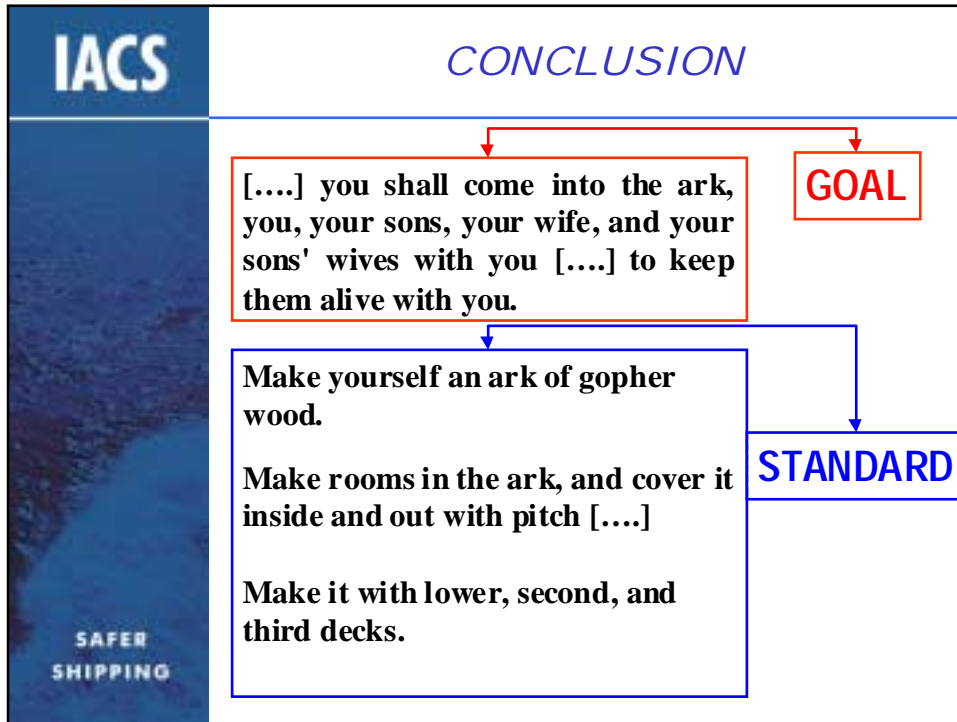 IACS
CONCLUSION
[....] you shall come into the ark,
you, your sons, your wife, and your
sons' wives with you [....] to keep
them alive with you.
GOAL
Make yourself an ark of gopher
wood.
Make rooms in the ark, and cover it
inside and out with pitch [....]
Make it with lower, second, and
third decks.
STANDARD
SAFER
SHIPPING